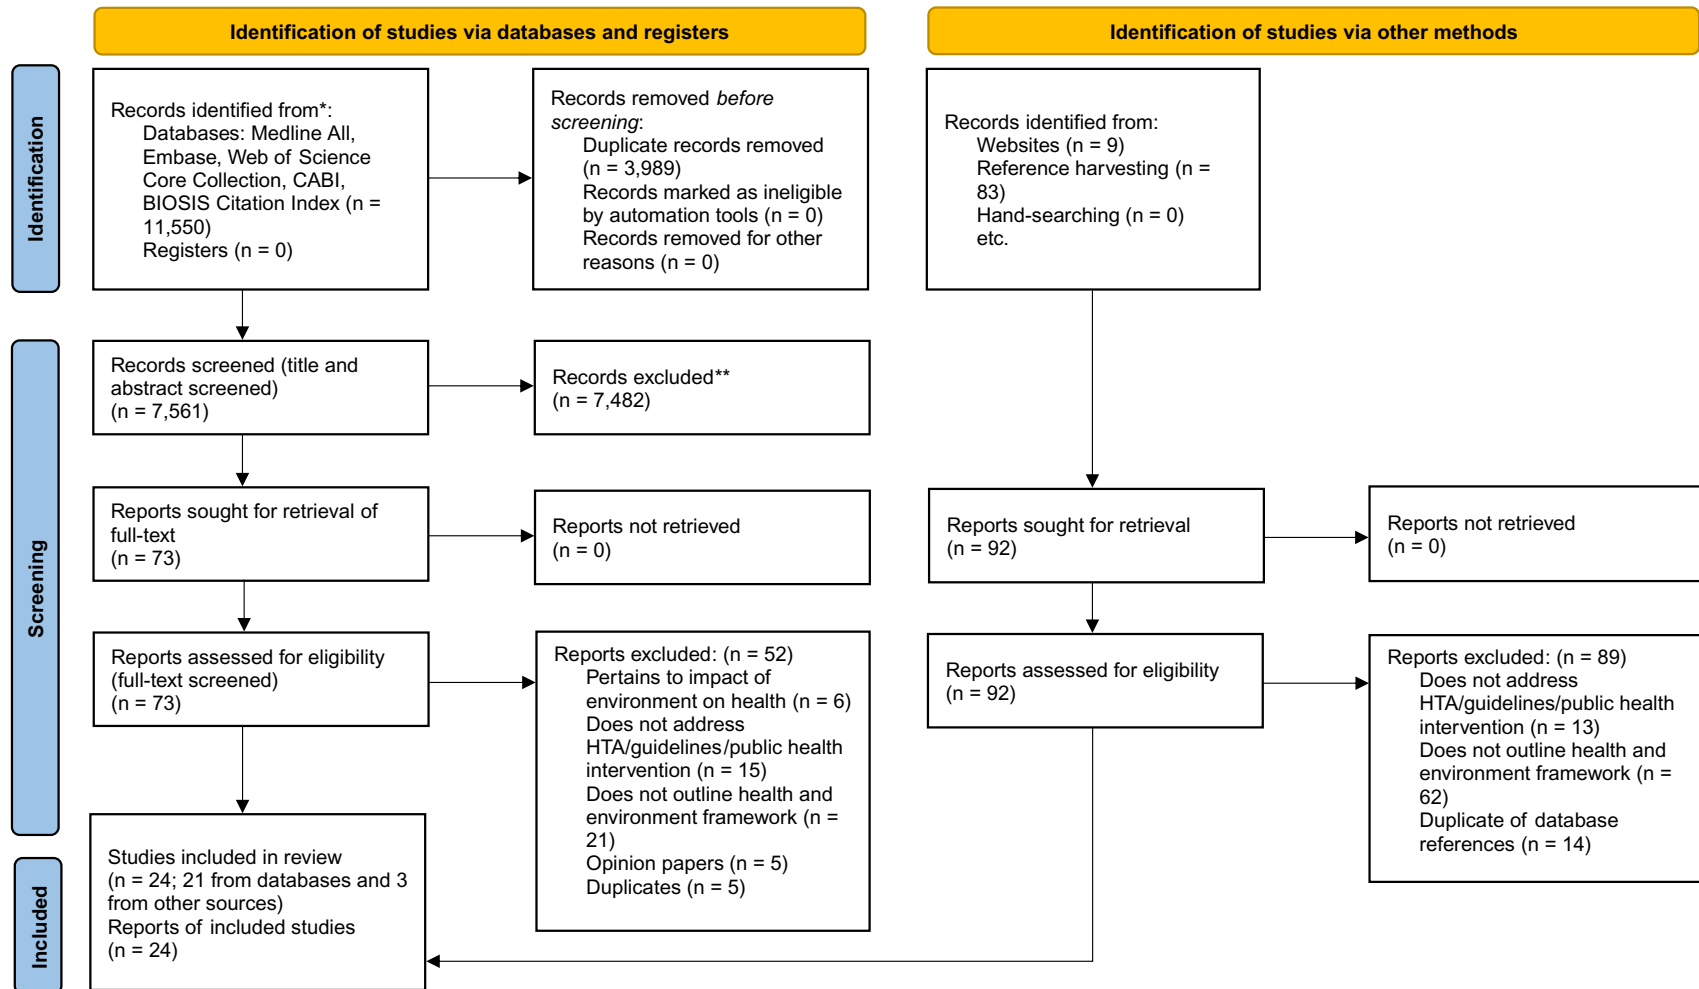 Identification of studies via databases and registers
Identification of studies via other methods
Identification
Records identified from*:
Databases: Medline All,
Embase, Web of Science
Core Collection, CABI,
BIOSIS Citation Index (n =
11,550)
Registers (n = 0)
Records removed before
screening:
Duplicate records removed
(n = 3,989)
Records marked as ineligible
by automation tools (n = 0)
Records removed for other
reasons (n = 0)
Records identified from:
Websites (n = 9)
Reference harvesting (n =
83)
Hand-searching (n = 0)
etc.
Screening
Records screened (title and
abstract screened)
(n = 7,561)
Records excluded**
(n = 7,482)
Reports sought for retrieval of
full-text
(n = 73)
Reports not retrieved
(n = 0)
Reports sought for retrieval
(n = 92)
Reports not retrieved
(n = 0)
Reports assessed for eligibility
(full-text screened)
(n = 73)
Reports excluded: (n = 52)
Pertains to impact of
environment on health (n = 6)
Does not address
HTA/guidelines/public health
intervention (n = 15)
Does not outline health and
environment framework (n =
21)
Opinion papers (n = 5)
Duplicates (n = 5)
Reports assessed for eligibility
(n = 92)
Reports excluded: (n = 89)
Does not address
HTA/guidelines/public health
intervention (n = 13)
Does not outline health and
environment framework (n =
62)
Duplicate of database
references (n = 14)
Included
Studies included in review
(n = 24; 21 from databases and 3
from other sources)
Reports of included studies
(n = 24)